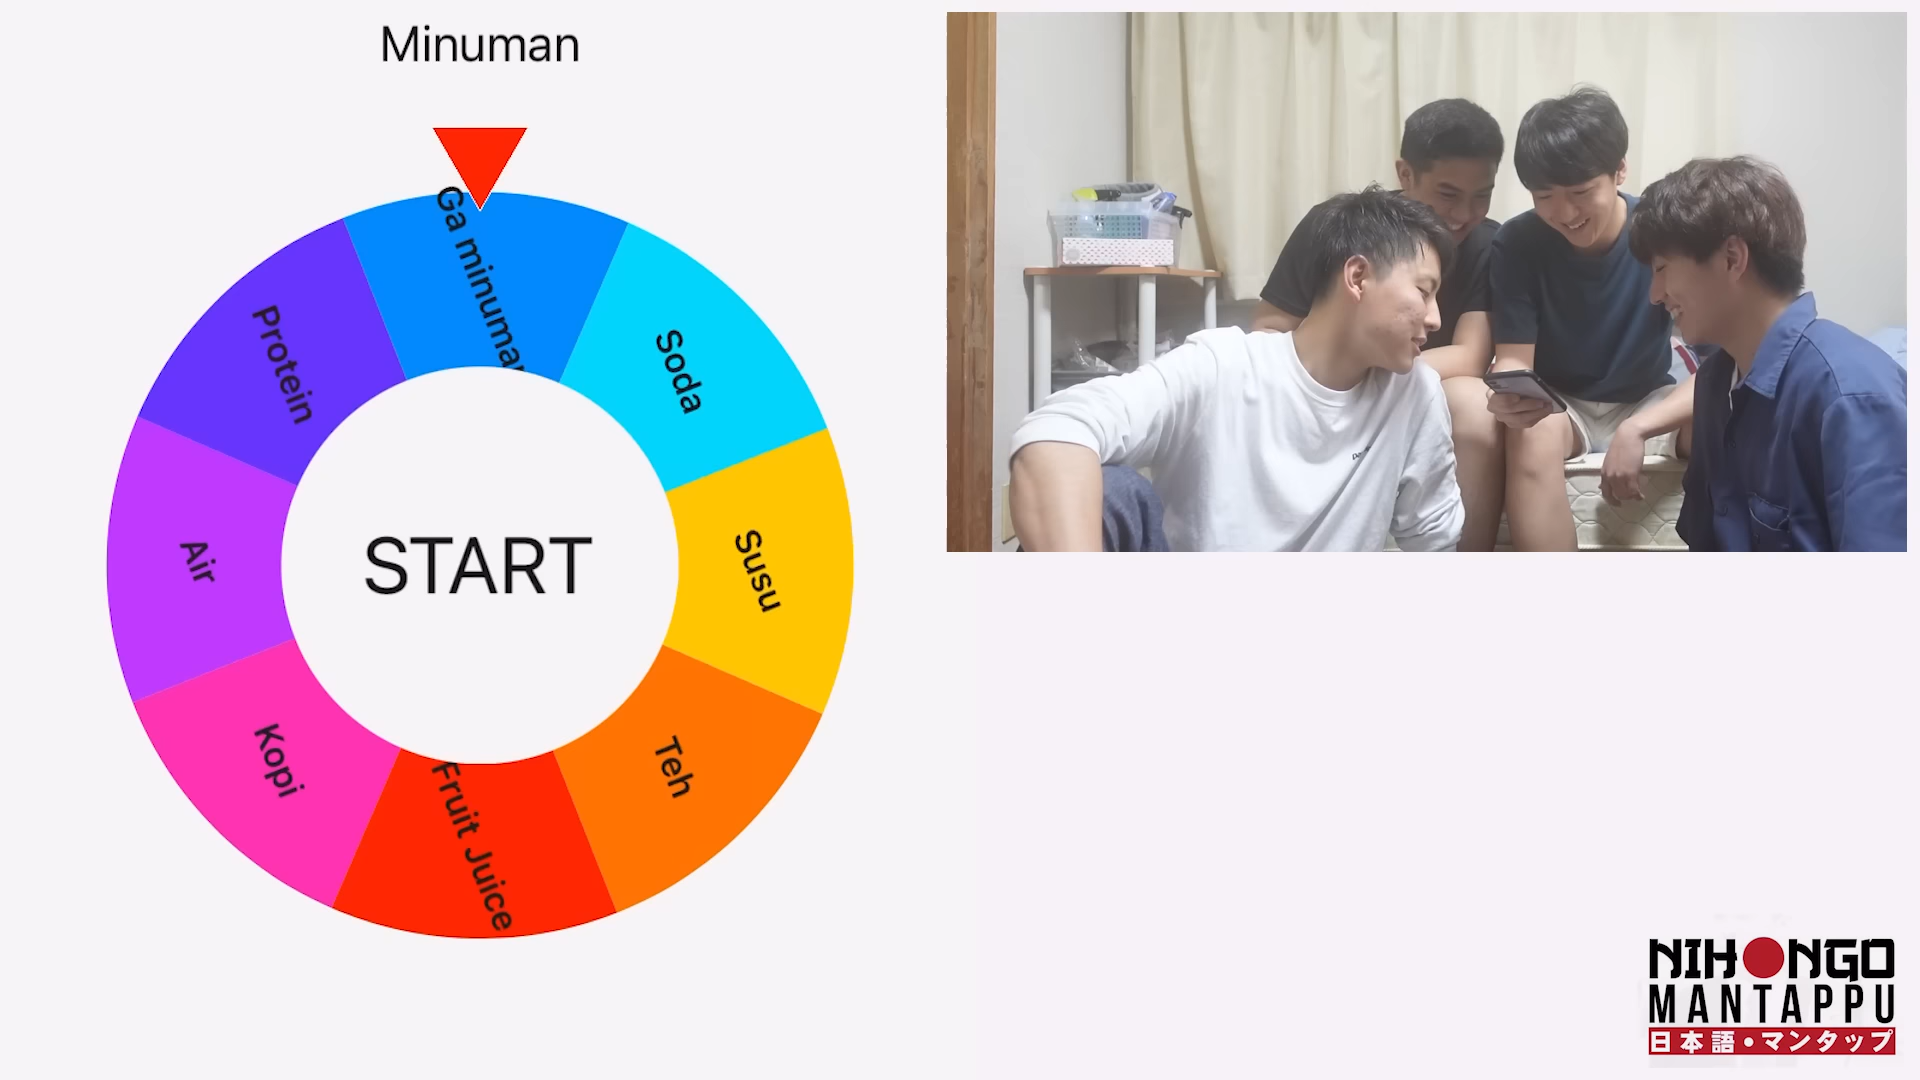 Minuman
Ga minuman
Soda
Susu
Teh
Fruit Juice
Kopi
Air
Protein
START
NIHONGO
MANTAPPU
日本語・マンタップ